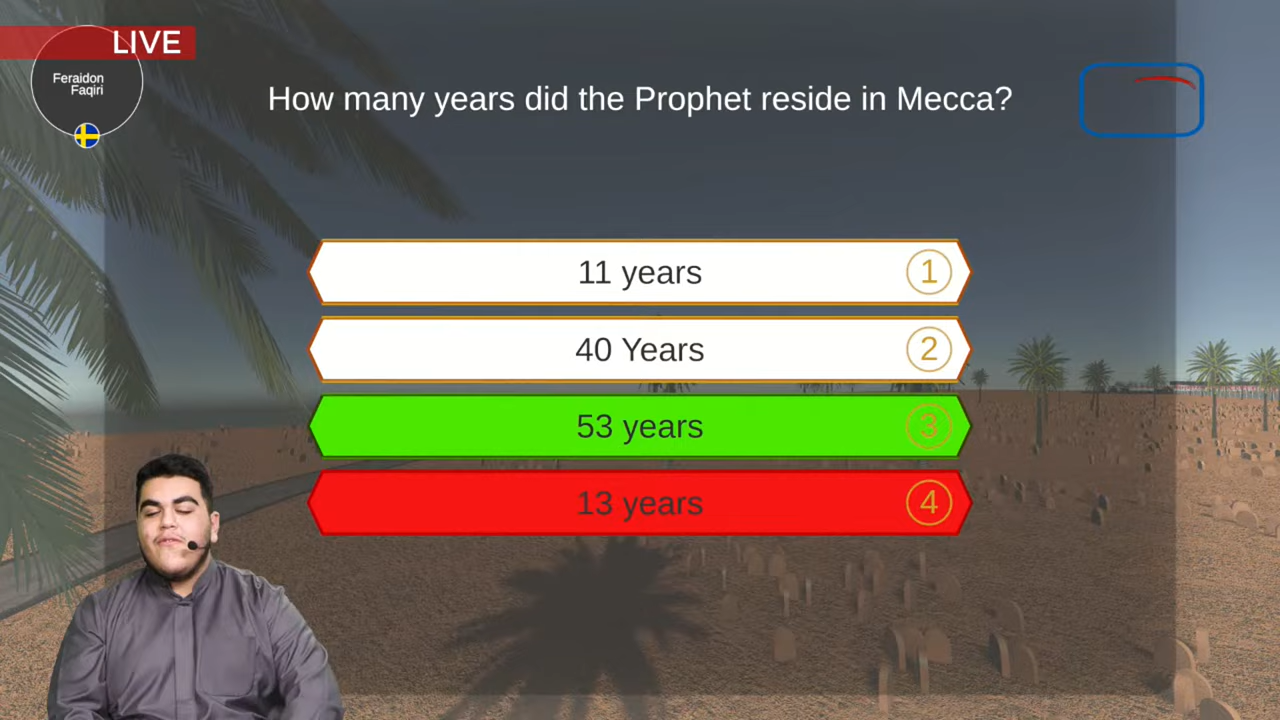 LIVE
Feraidon
Faqiri
How many years did the Prophet reside in Mecca?
11 years 1
40 Years 2
53 years 3
13 years 4